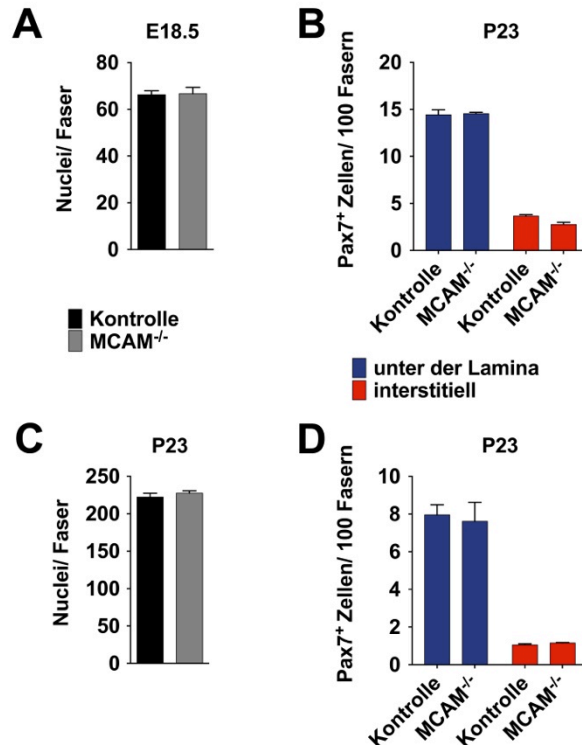 A
E18.5
Nuclei/ Faser
80
60
40
20
0
Kontrolle
MCAM-/-
B
P23
Pax7+ Zellen/ 100 Fasern
20
15
10
5
0
Kontrolle
MCAM-/-
Kontrolle
MCAM-/-
unter der Lamina
interstitiell
C
P23
Nuclei/ Faser
250
200
150
100
50
0
D
P23
Pax7+ Zellen/ 100 Fasern
8
6
4
2
0
Kontrolle
MCAM-/-
Kontrolle
MCAM-/-